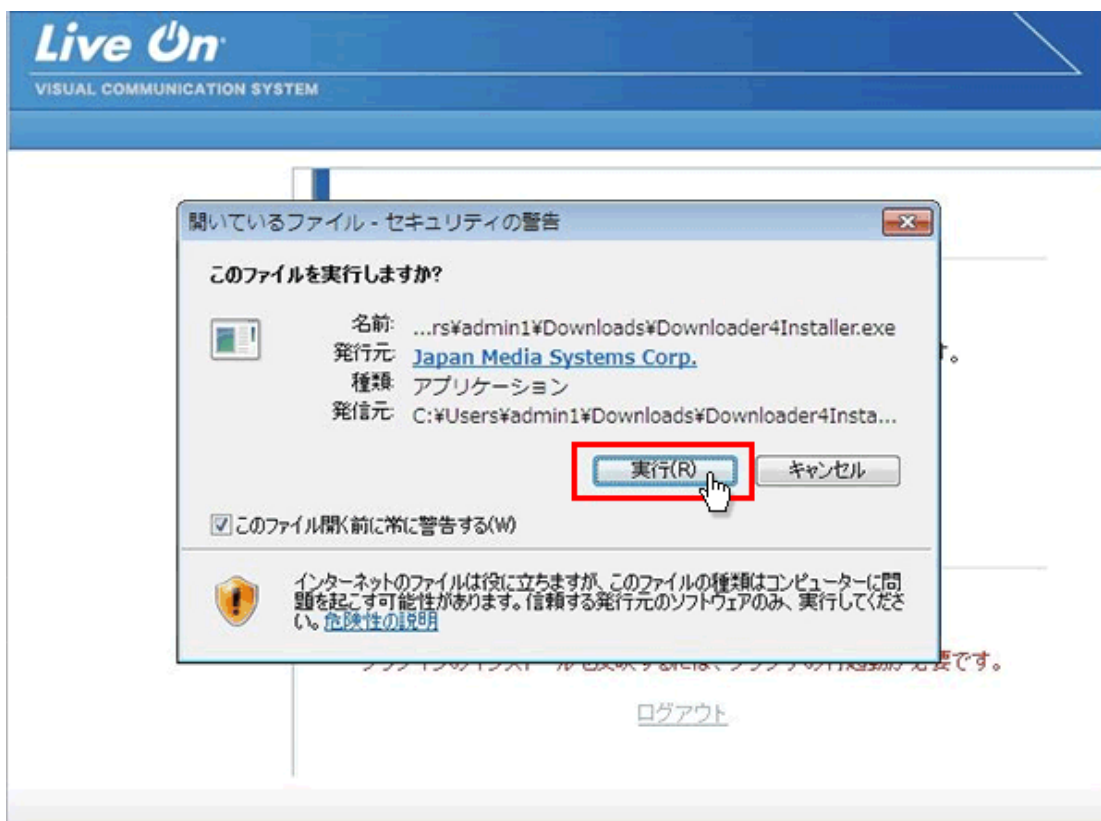 Live On
VISUAL COMMUNICATION SYSTEM
開いているファイル - セキュリティの警告
このファイルを実行しますか?
名前: ...rs¥admin1¥Downloads¥Downloader4Installer.exe
発行元: Japan Media Systems Corp.
種類: アプリケーション
発信元: C:¥Users¥admin1¥Downloads¥Downloader4Insta...
す。
実行(R) キャンセル
このファイル開く前に常に警告する(W)
インターネットのファイルは役に立ちますが、このファイルの種類はコンピューターに問
題を起こす可能性があります。信頼する発行元のソフトウェアのみ、実行してくださ
い。危険性の説明
要です。
ログアウト